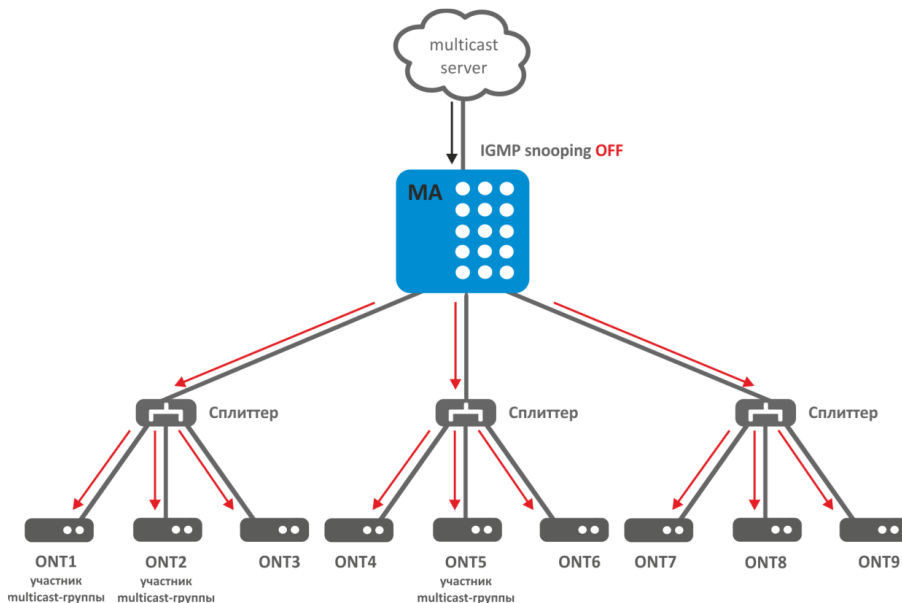 multicast
server
IGMP snooping OFF
MA
Сплиттер
Сплиттер
Сплиттер
ONT1
участник
multicast-группы
ONT2
участник
multicast-группы
ONT3
ONT4
ONT5
участник
multicast-группы
ONT6
ONT7
ONT8
ONT9